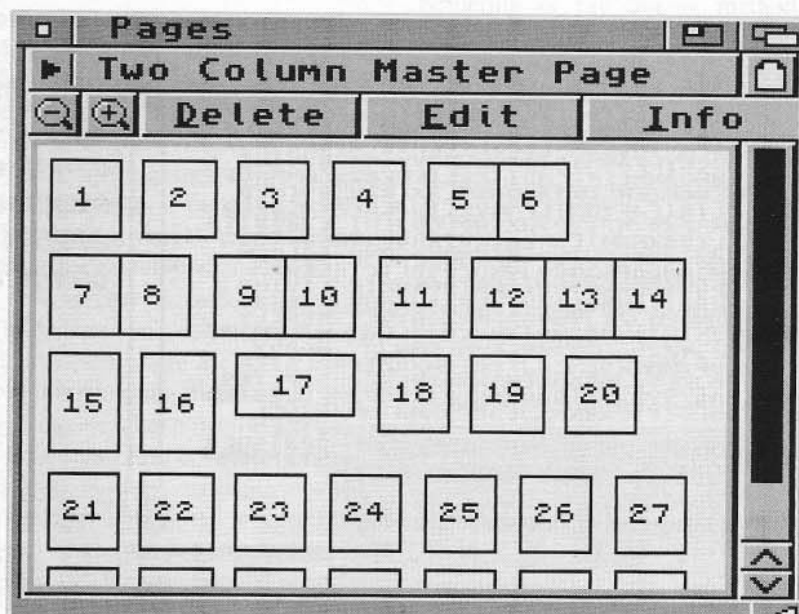 Pages
Two Column Master Page
Delete Edit Info
1 2 3 4 5 6
7 8 9 10 11 12 13 14
15 16 17 18 19 20
21 22 23 24 25 26 27